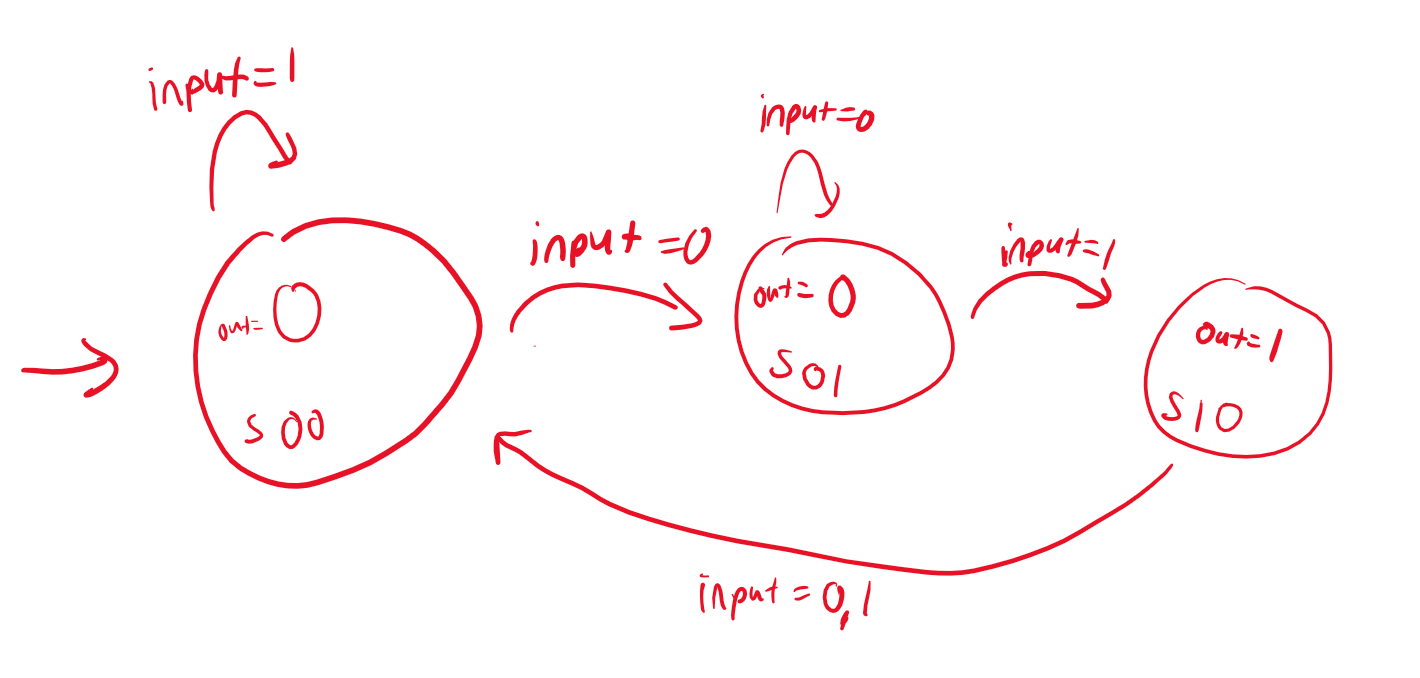 input=1
input=0
input=0
input=1
out=0
S00
out=0
S01
out=1
S10
input=0,1